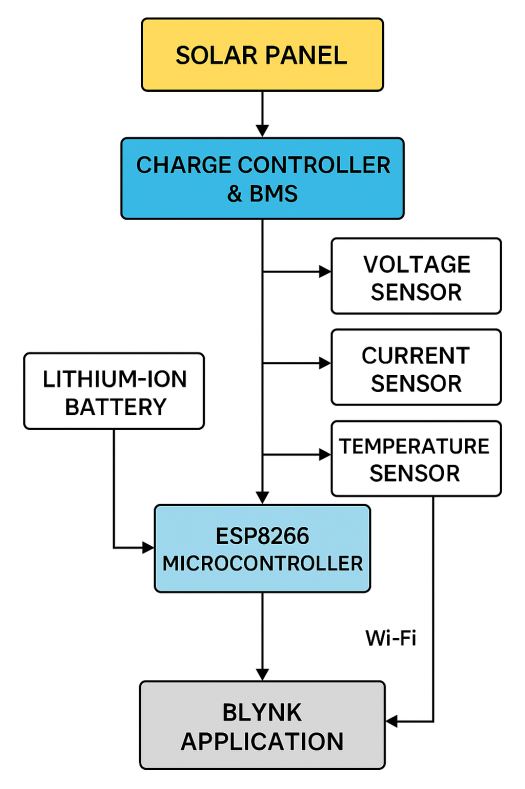 SOLAR PANEL
CHARGE CONTROLLER
& BMS
VOLTAGE
SENSOR
CURRENT
SENSOR
LITHIUM-ION
BATTERY
TEMPERATURE
SENSOR
ESP8266
MICROCONTROLLER
Wi-Fi
BLYNK
APPLICATION